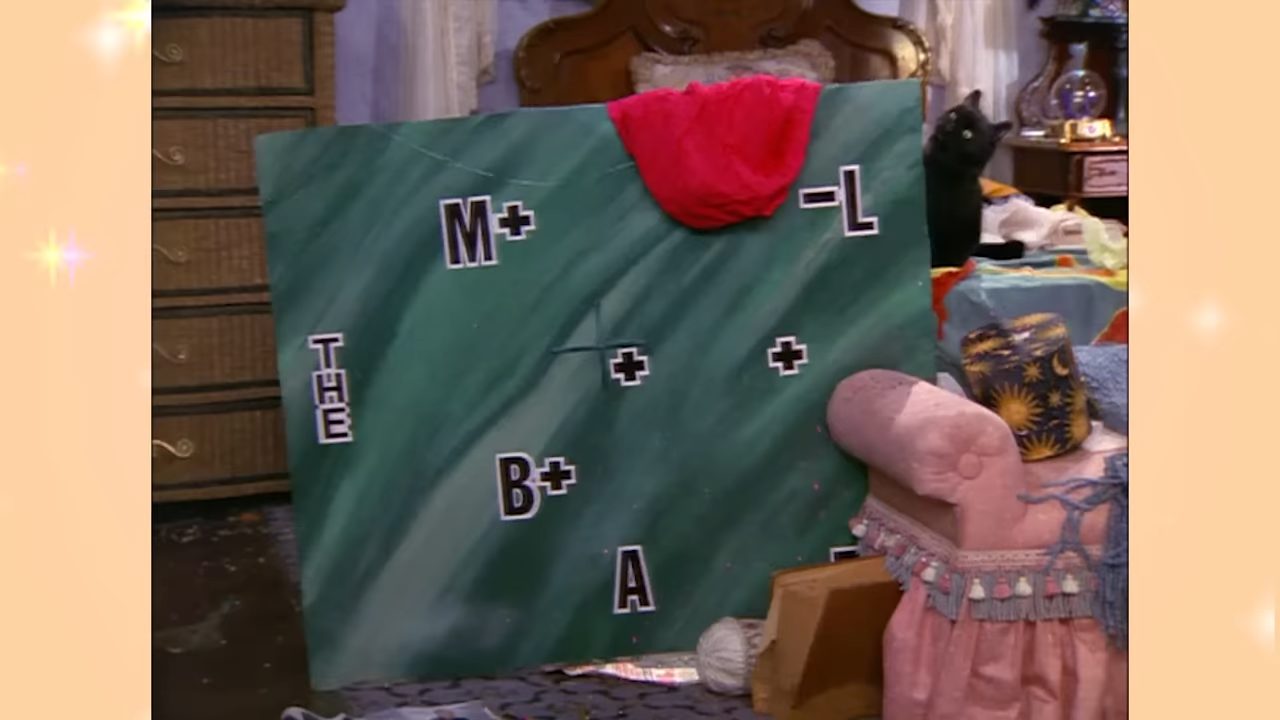 M+
-L
THE
+
+
B+
A